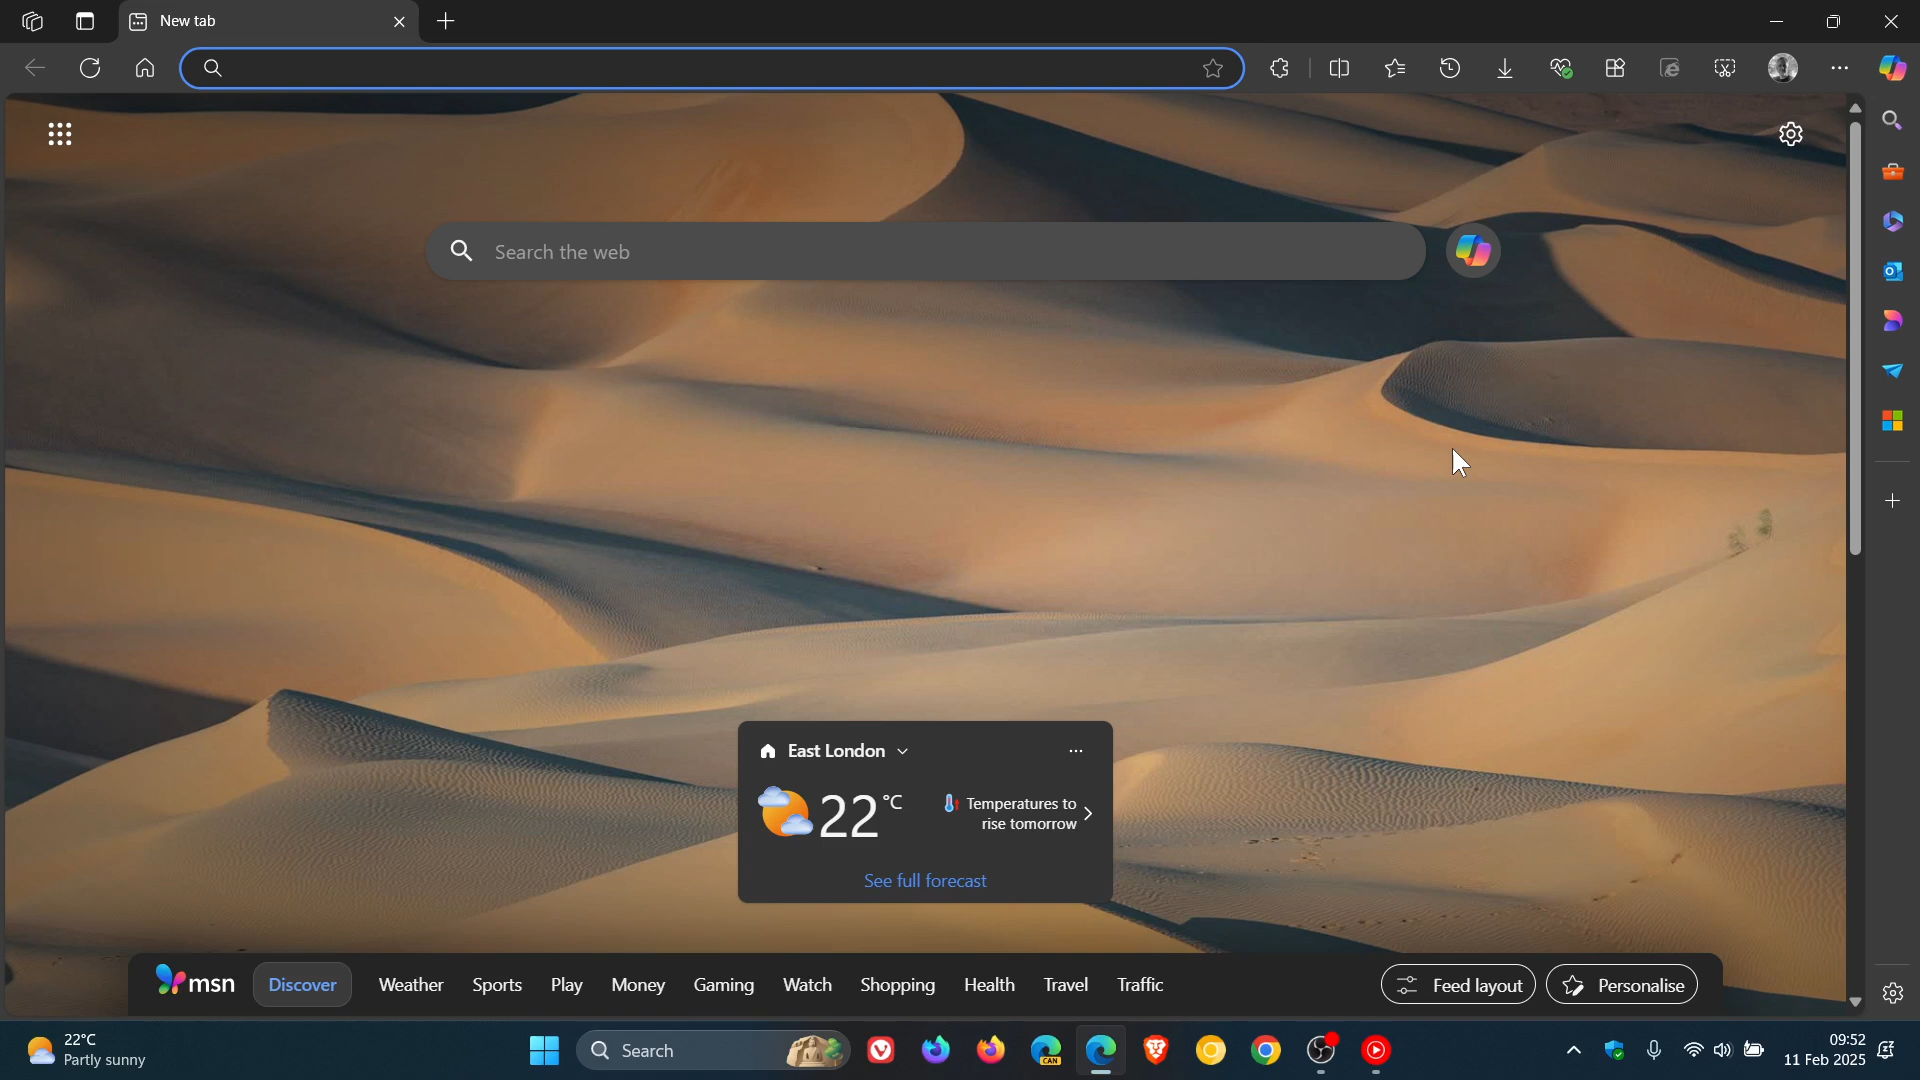 New tab
Search the web
East London
22 °C
Temperatures to
rise tomorrow
See full forecast
msn
Discover
Weather
Sports
Play
Money
Gaming
Watch
Shopping
Health
Travel
Traffic
Feed layout
Personalise
22°C
Partly sunny
Search
CAN
09:52
11 Feb 2025